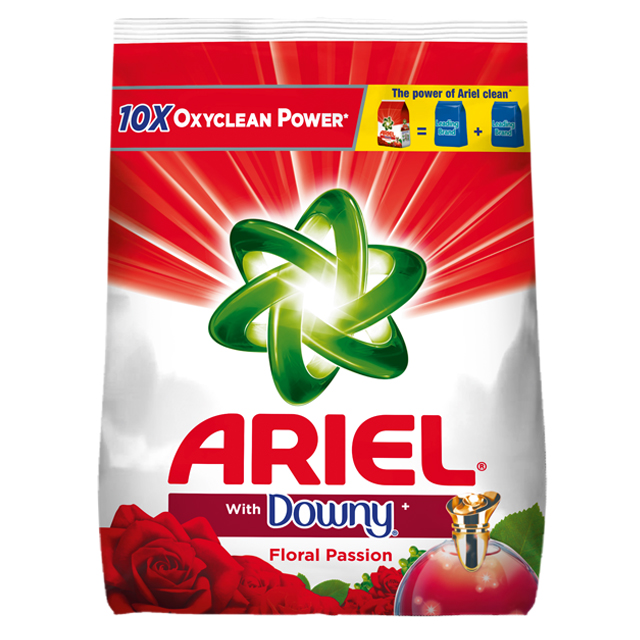 10X OXYCLEAN POWER*
The power of Ariel clean*
Leading
Brand
=
+
Leading
Brand
ARIEL®
With Downy® +
Floral Passion